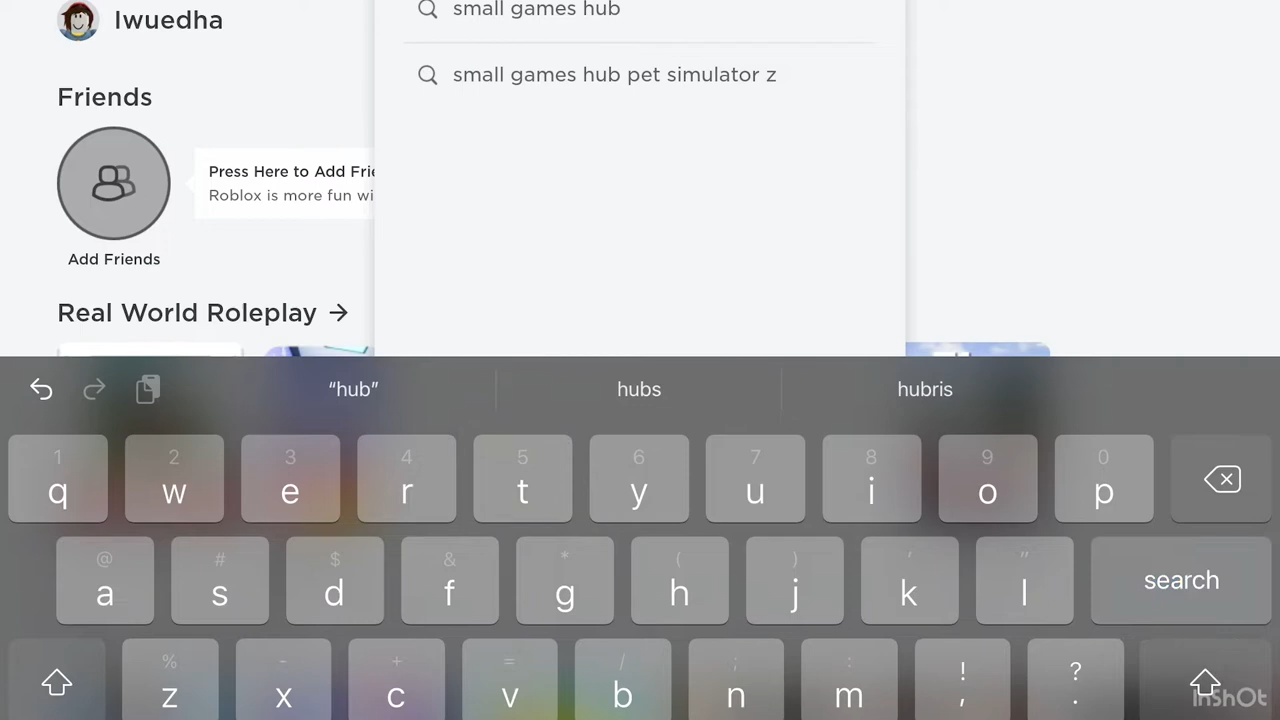 Iwuedha
small games hub
small games hub pet simulator z
Friends
Press Here to Add Frie
Roblox is more fun wi
Add Friends
Real World Roleplay →
“hub” hubs hubris
1 2 3 4 5 6 7 8 9 0
q w e r t y u i o p
@ # $ & * ( ) ' "
a s d f g h j k l search
% - + = / ; : ! ?
z x c v b n m , .
InShOt